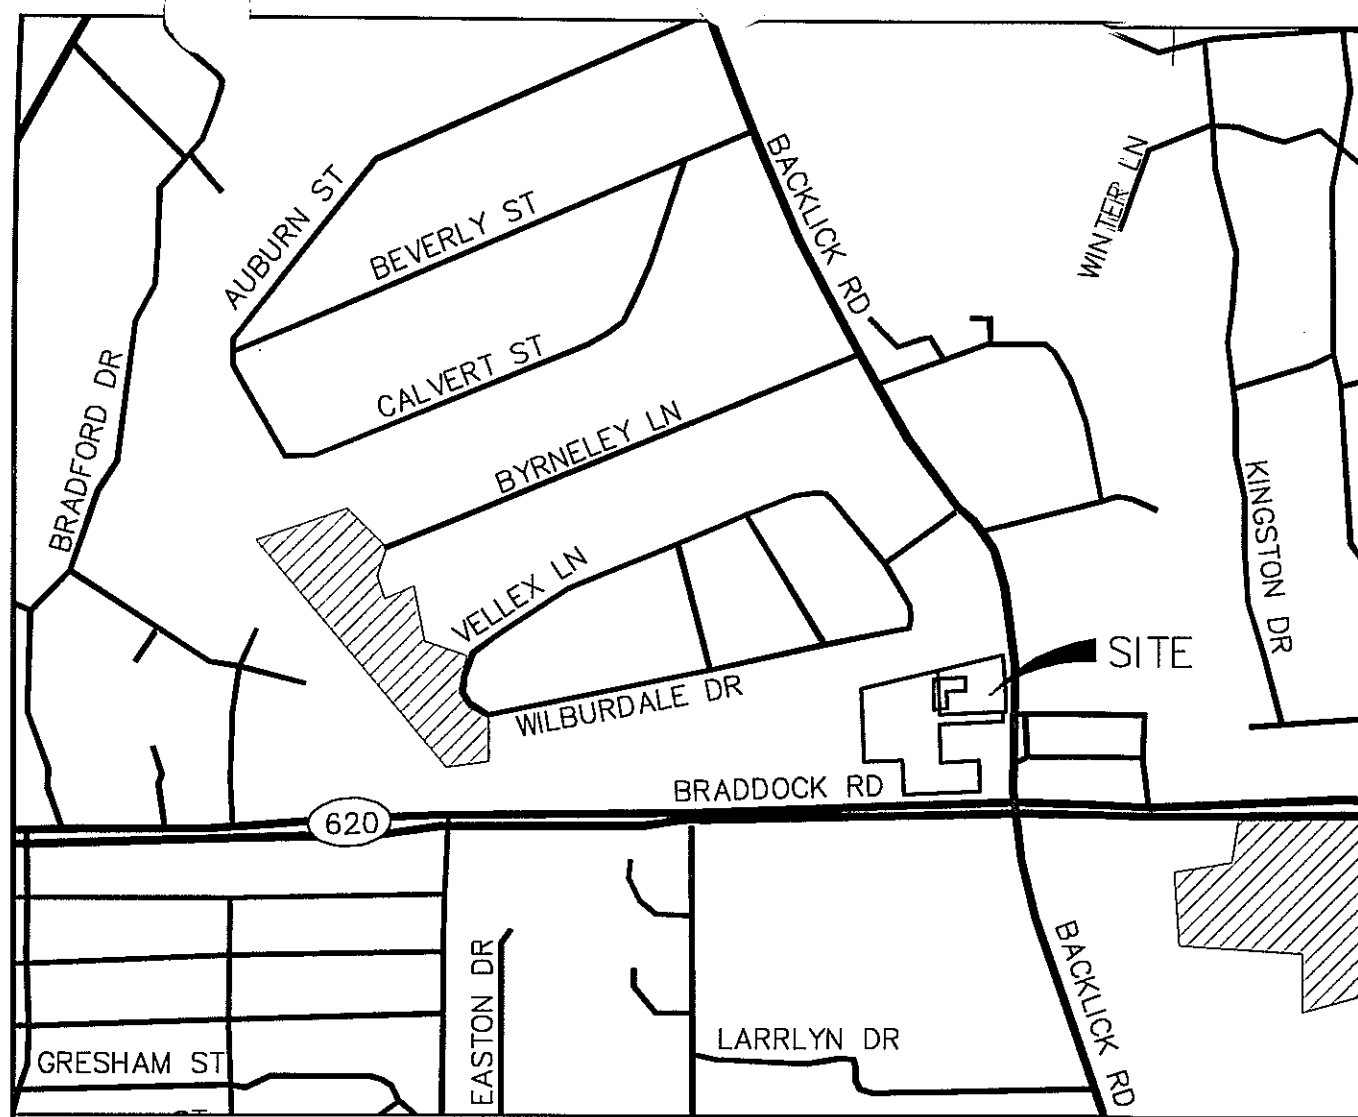 AUBURN ST
BEVERLY ST
BACKLICK RD
WINTER LN
BRADFORD DR
CALVERT ST
BYRNELEY LN
KINGSTON DR
VELLEX LN
SITE
WILBURDALE DR
BRADDOCK RD
620
BACKLICK RD
EASTON DR
LARRLYN DR
GRESHAM ST
ST